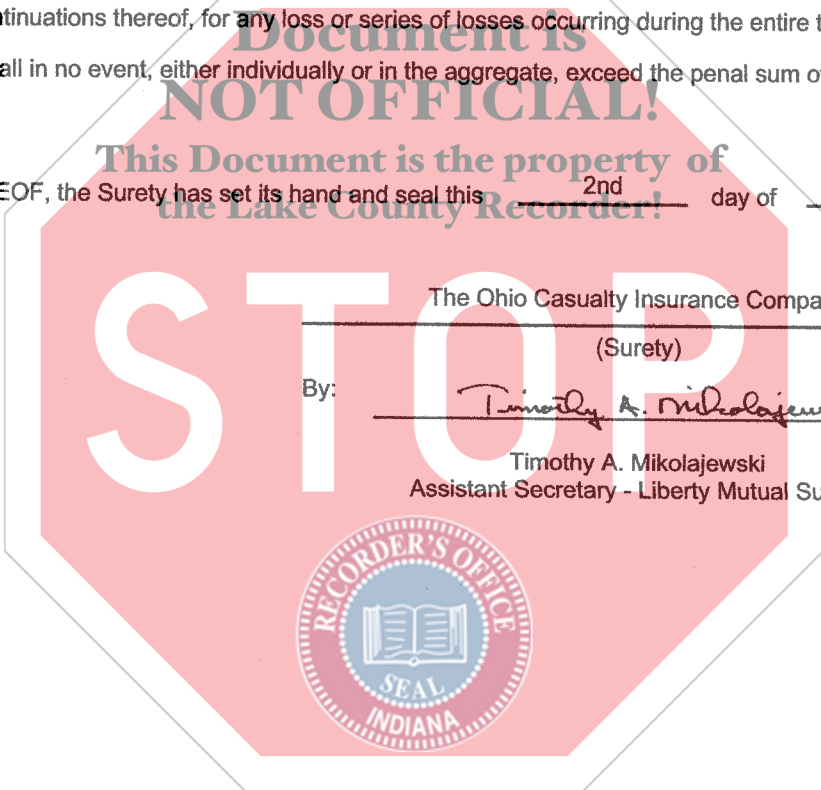 tinuations thereof, for any loss or series of losses occurring during the entire
Document is
all in no event, either individually or in the aggregate, exceed the penal sum
NOT OFFICIAL!
This Document is the property of
EOF, the Surety has set its hand and seal this 2nd day of
the Lake County Recorder!
STOP
The Ohio Casualty Insurance Compa
(Surety)
By: Timothy A. Mikolajew
Timothy A. Mikolajewski
Assistant Secretary - Liberty Mutual Su
RECORDER'S OFFICE
SEAL
INDIANA